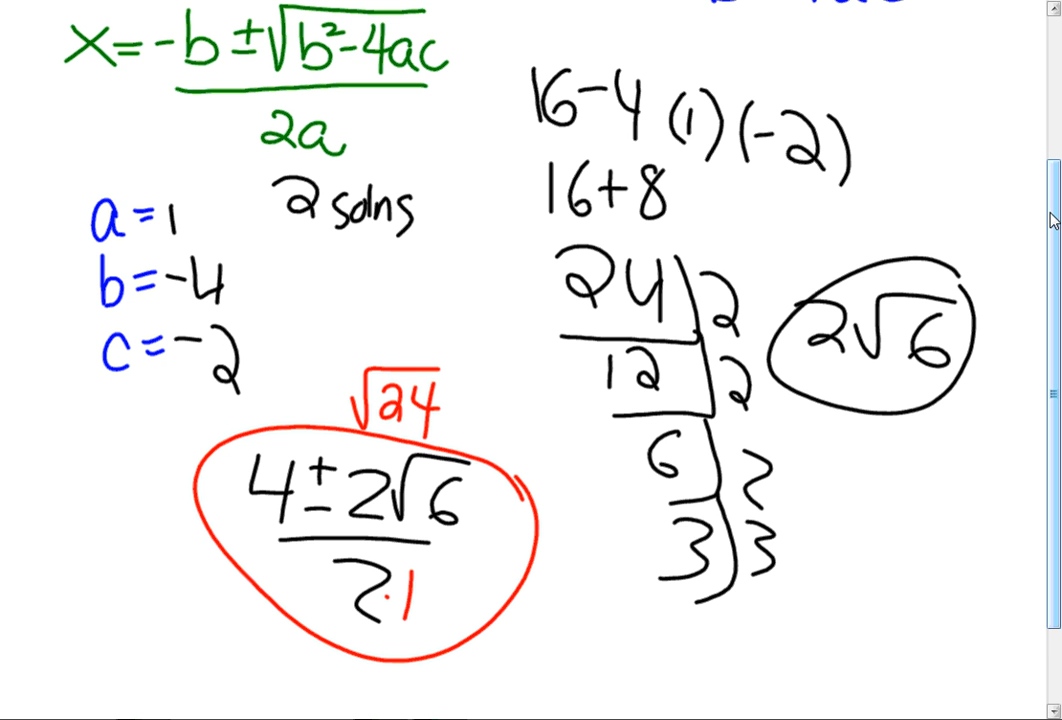 x = -b ± √b² - 4ac
2a
a = 1
b = -4
c = -2
2 solns
√24
4 ± 2√6
2·1
16 - 4 (1) (-2)
16 + 8
24 2
12 2
6 2
3 3
2√6